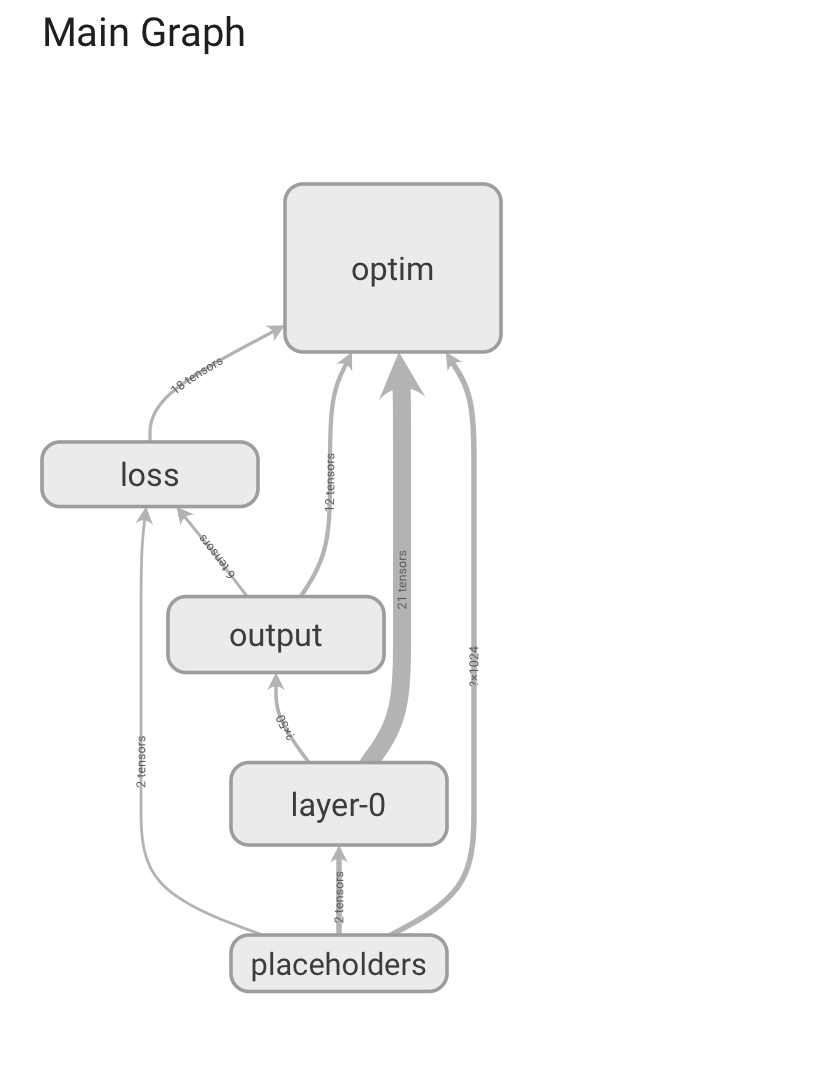 Main Graph
optim
18 tensors
loss
12 tensors
6 tensors
21 tensors
output
?×1024
?×50
2 tensors
layer-0
2 tensors
placeholders